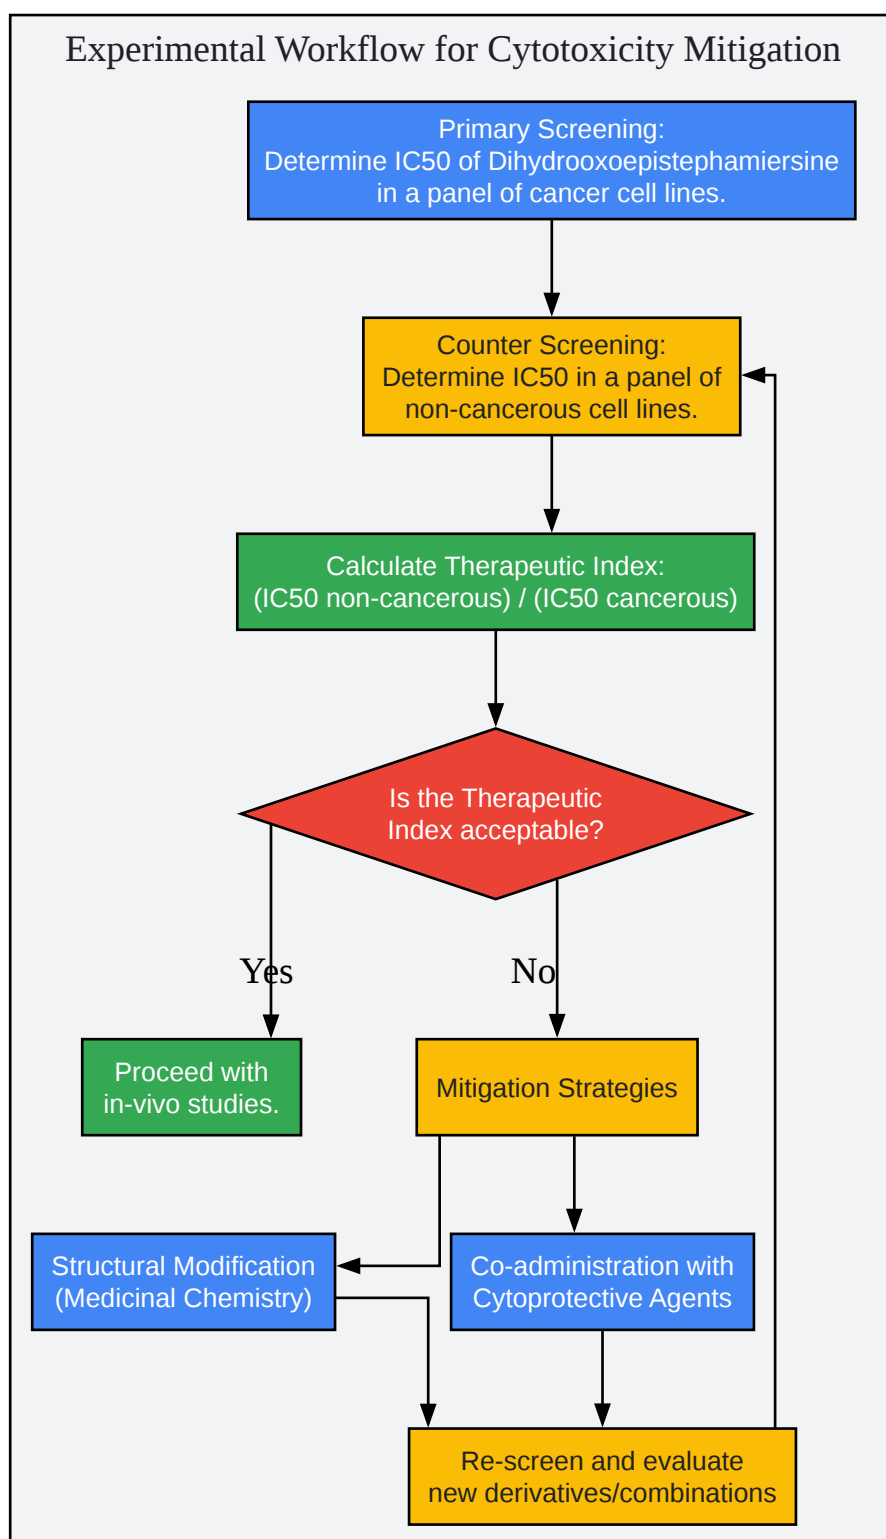 Experimental Workflow for Cytotoxicity Mitigation
Primary Screening:
Determine IC50 of Dihydrooxoepistephamiersine
in a panel of cancer cell lines.
Counter Screening:
Determine IC50 in a panel of
non-cancerous cell lines.
Calculate Therapeutic Index:
(IC50 non-cancerous) / (IC50 cancerous)
Is the Therapeutic
Index acceptable?
Yes
No
Proceed with
in-vivo studies.
Mitigation Strategies
Structural Modification
(Medicinal Chemistry)
Co-administration with
Cytoprotective Agents
Re-screen and evaluate
new derivatives/combinations